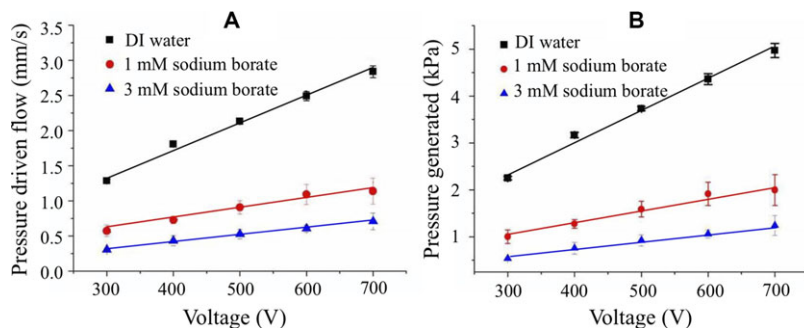 A
Pressure driven flow (mm/s)
3.0
2.5
2.0
1.5
1.0
0.5
0.0
DI water
1 mM sodium borate
3 mM sodium borate
300 400 500 600 700
Voltage (V)
B
Pressure generated (kPa)
5
4
3
2
1
DI water
1 mM sodium borate
3 mM sodium borate
300 400 500 600 700
Voltage (V)